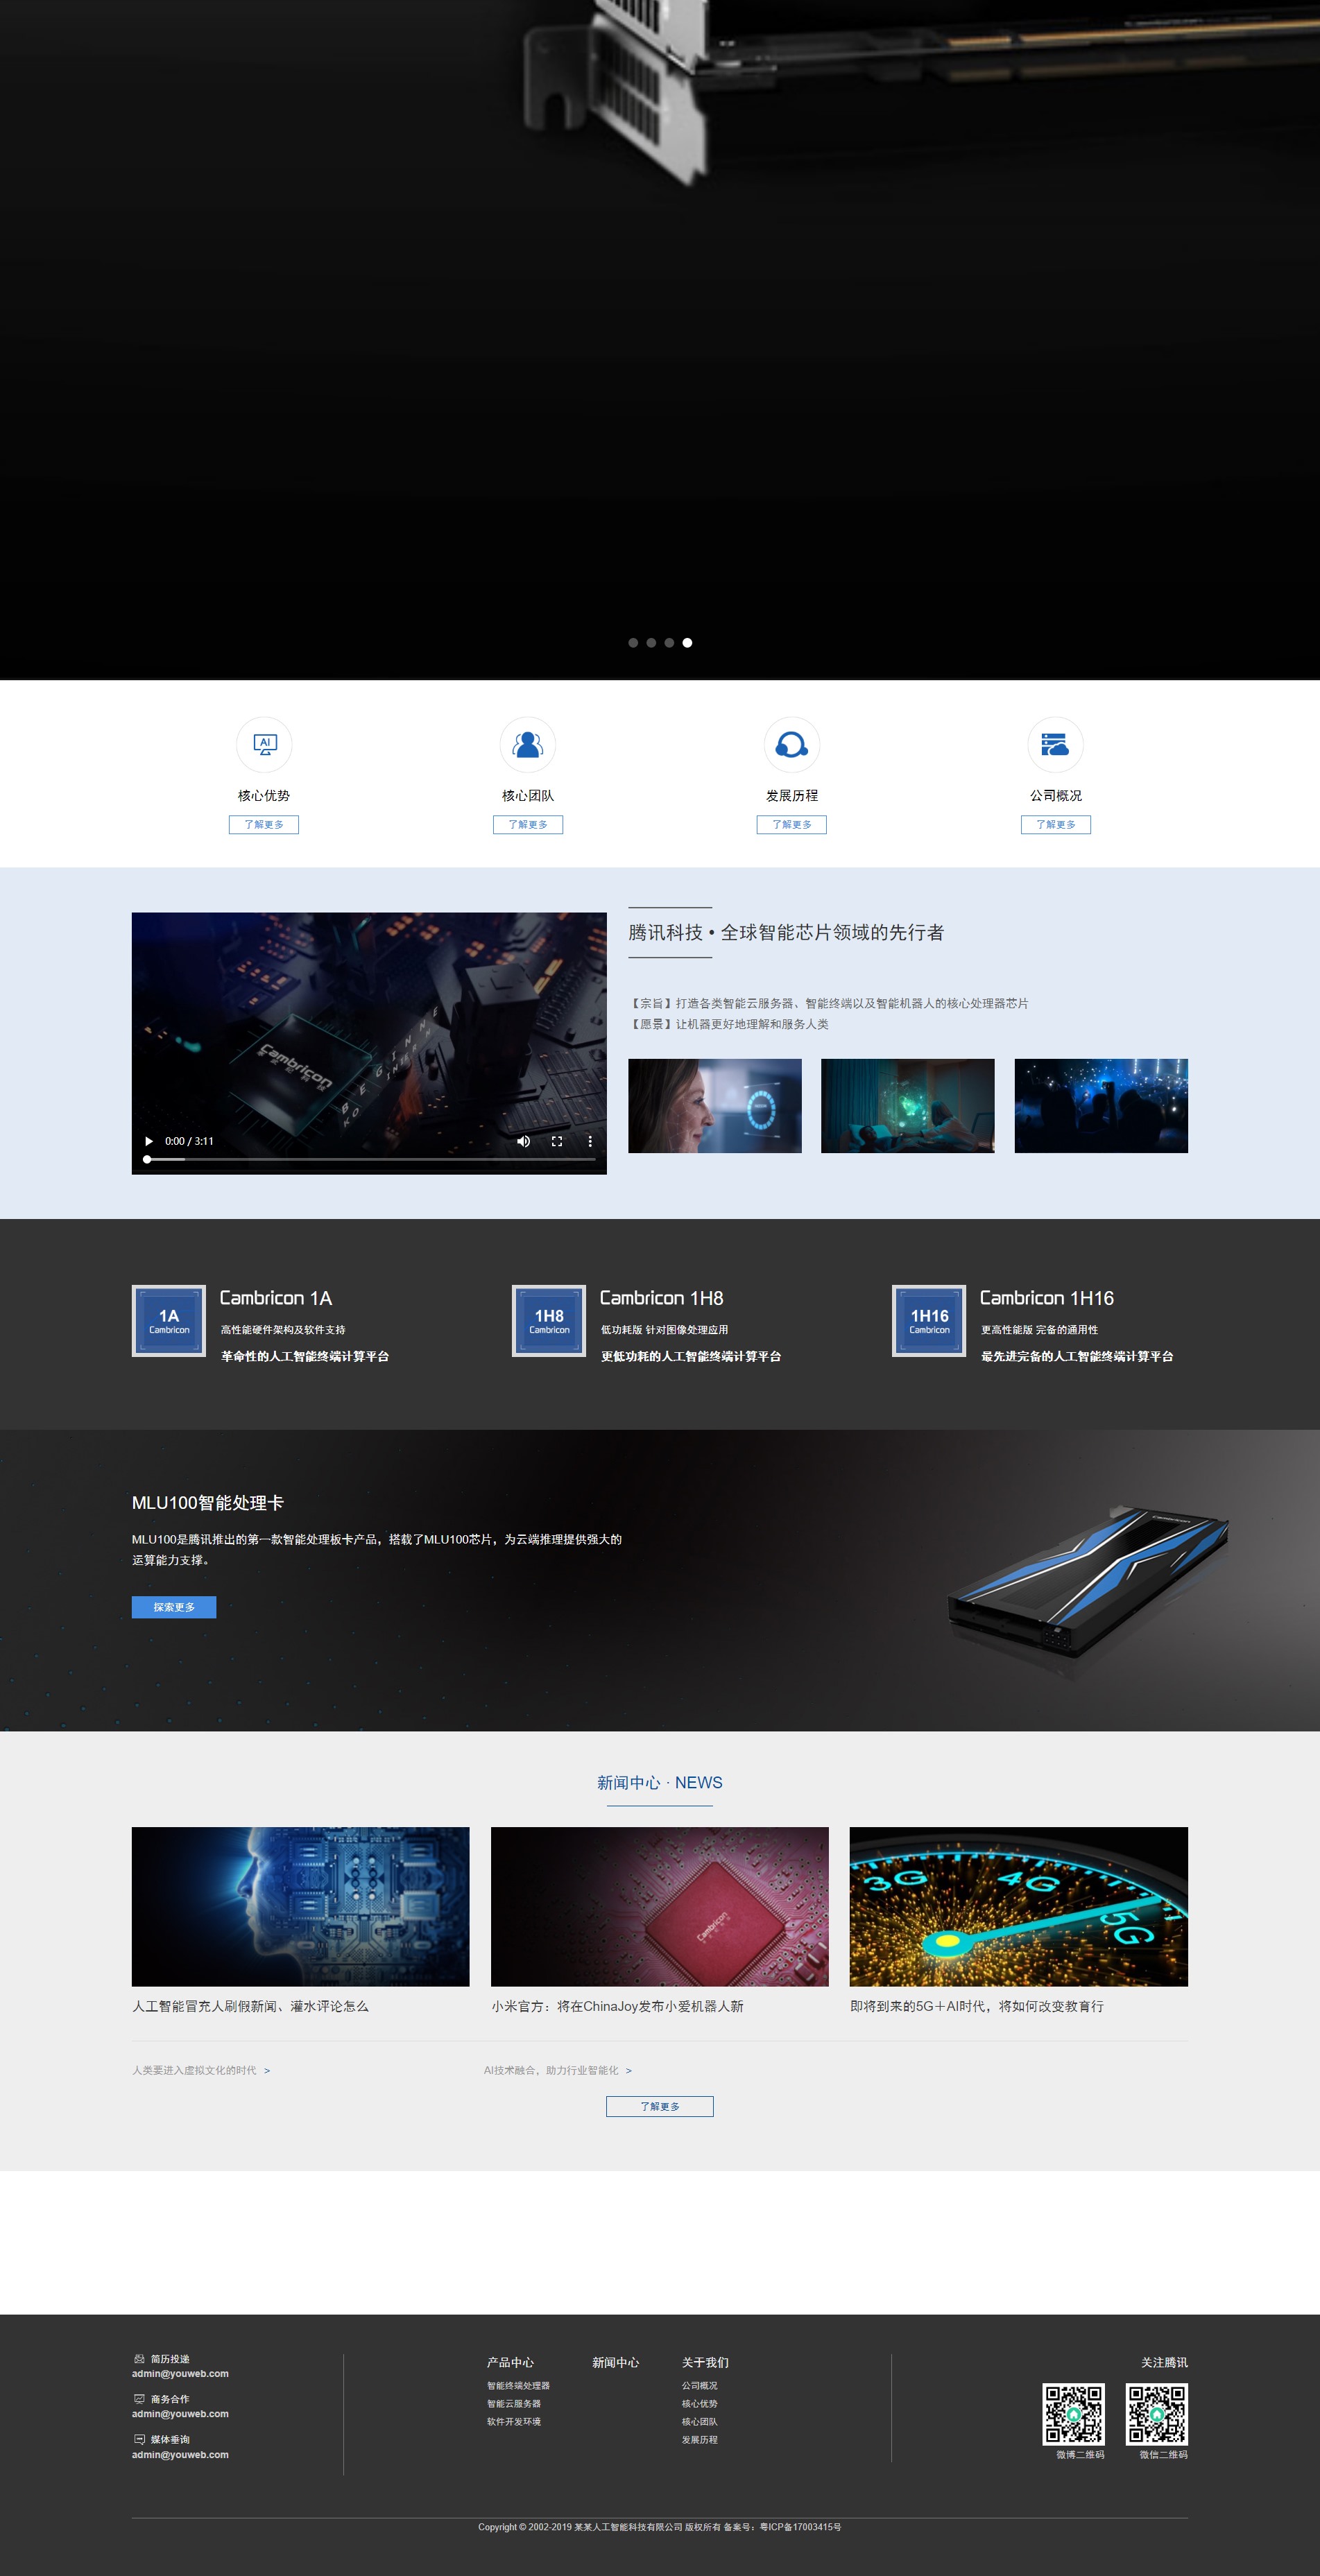 AI
核心优势
核心团队
发展历程
公司概况
了解更多
了解更多
了解更多
了解更多
Cambricon
0:00 / 3:11
腾讯科技 • 全球智能芯片领域的先行者
【宗旨】打造各类智能云服务器、智能终端以及智能机器人的核心处理器芯片
【愿景】让机器更好地理解和服务人类
1A
Cambricon
Cambricon 1A
高性能硬件架构及软件支持
革命性的人工智能终端计算平台
1H8
Cambricon
Cambricon 1H8
低功耗版 针对图像处理应用
更低功耗的人工智能终端计算平台
1H16
Cambricon
Cambricon 1H16
更高性能版 完备的通用性
最先进完备的人工智能终端计算平台
MLU100智能处理卡
MLU100是腾讯推出的第一款智能处理板卡产品，搭载了MLU100芯片，为云端推理提供强大的
运算能力支撑。
探索更多
Cambricon
新闻中心 · NEWS
Cambricon
3G
4G
5G
人工智能冒充人刷假新闻、灌水评论怎么
小米官方：将在ChinaJoy发布小爱机器人新
即将到来的5G＋AI时代，将如何改变教育行
人类要进入虚拟文化的时代 >
AI技术融合，助力行业智能化 >
了解更多
简历投递
admin@youweb.com
商务合作
admin@youweb.com
媒体垂询
admin@youweb.com
产品中心
智能终端处理器
智能云服务器
软件开发环境
新闻中心
关于我们
公司概况
核心优势
核心团队
发展历程
关注腾讯
微博二维码
微信二维码
Copyright © 2002-2019 某某人工智能科技有限公司 版权所有 备案号：粤ICP备17003415号